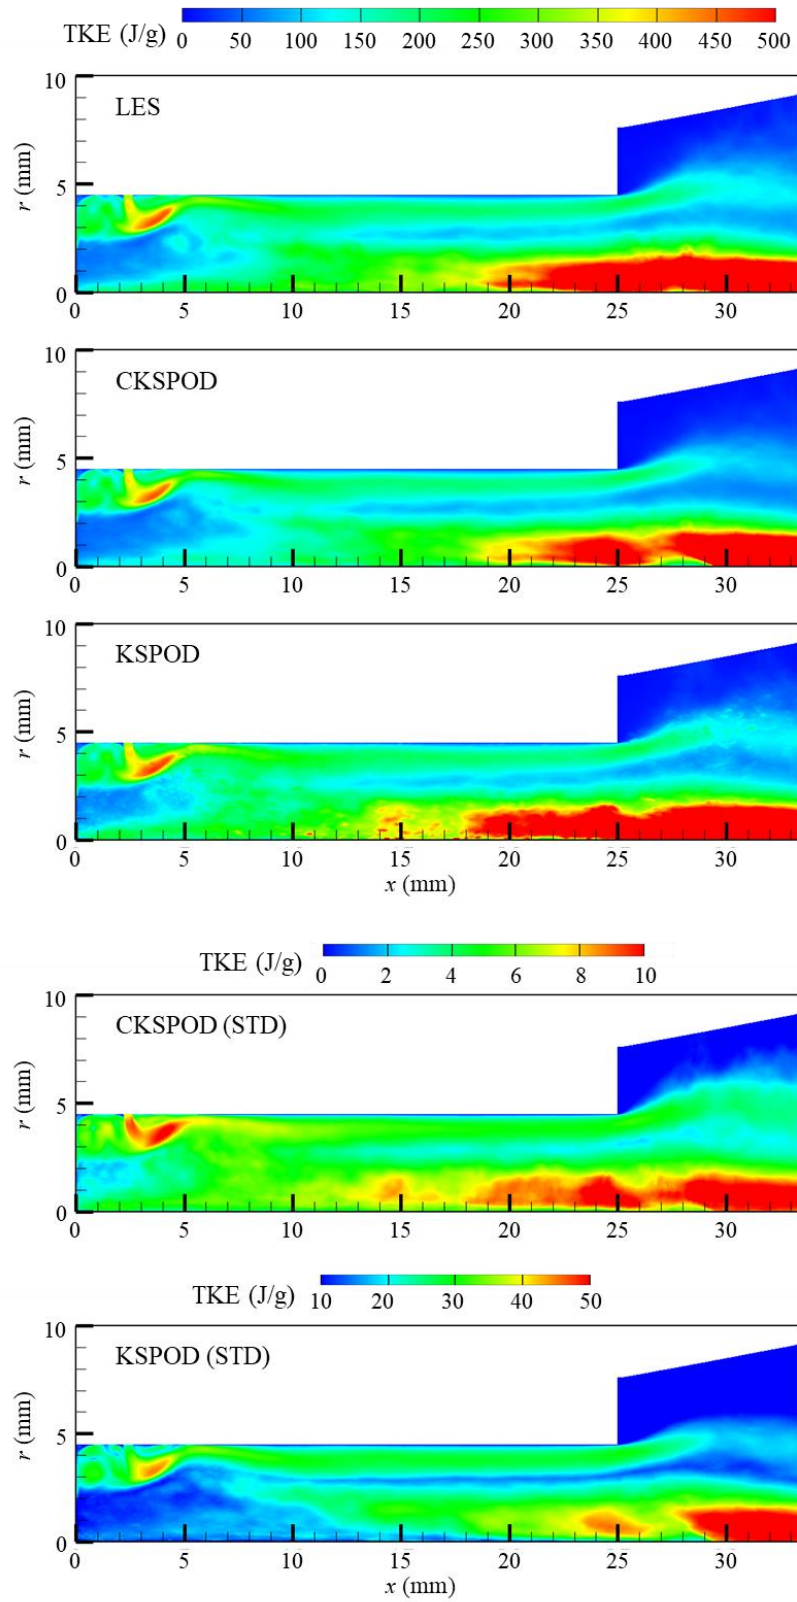 TKE (J/g) 0 50 100 150 200 250 300 350 400 450 500
10
LES
r (mm)
5
0
0 5 10 15 20 25 30
10
CKSPOD
r (mm)
5
0
0 5 10 15 20 25 30
10
KSPOD
r (mm)
5
0
0 5 10 15 20 25 30
x (mm)
TKE (J/g) 0 2 4 6 8 10
10
CKSPOD (STD)
r (mm)
5
0
0 5 10 15 20 25 30
TKE (J/g) 10 20 30 40 50
10
KSPOD (STD)
r (mm)
5
0
0 5 10 15 20 25 30
x (mm)